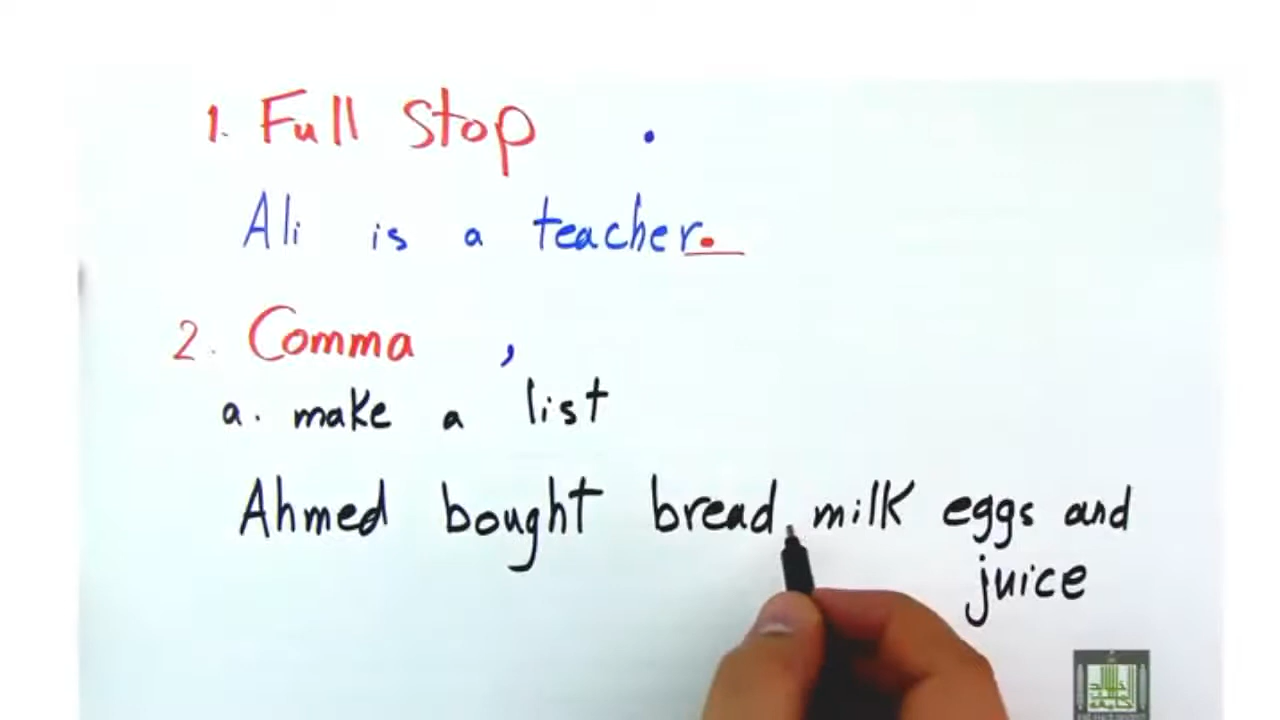 1. Full Stop .
Ali is a teacher.
2. Comma ,
a. make a list
Ahmed bought bread milk eggs and
juice